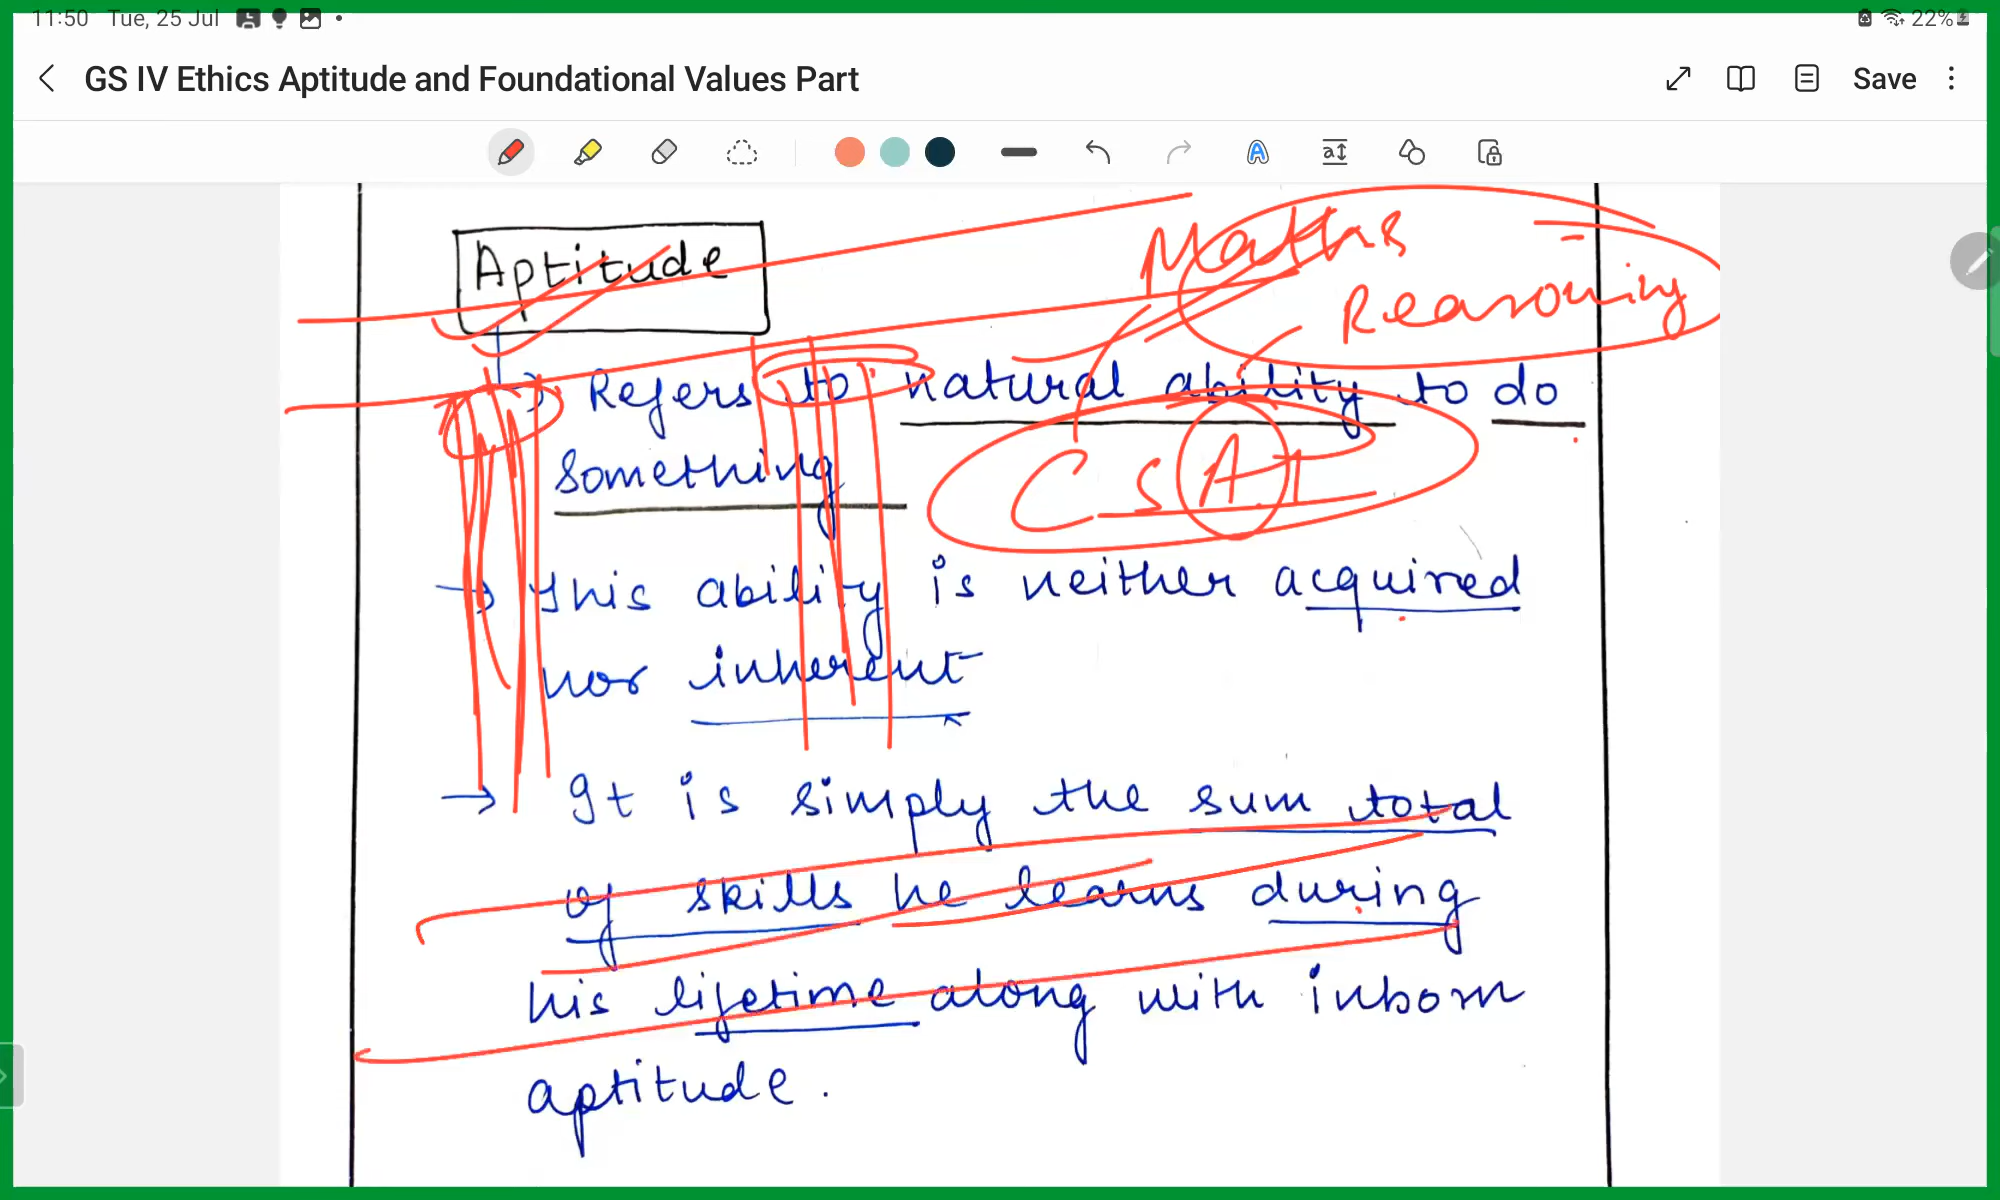 11:50 Tue, 25 Jul
22%
GS IV Ethics Aptitude and Foundational Values Part
Save
Aptitude
Maths
Reasoning
Refers to natural ability to do
something
CSAT
This ability is neither acquired
nor inherent
It is simply the sum total
of skills he learns during
his lifetime along with inborn
aptitude.